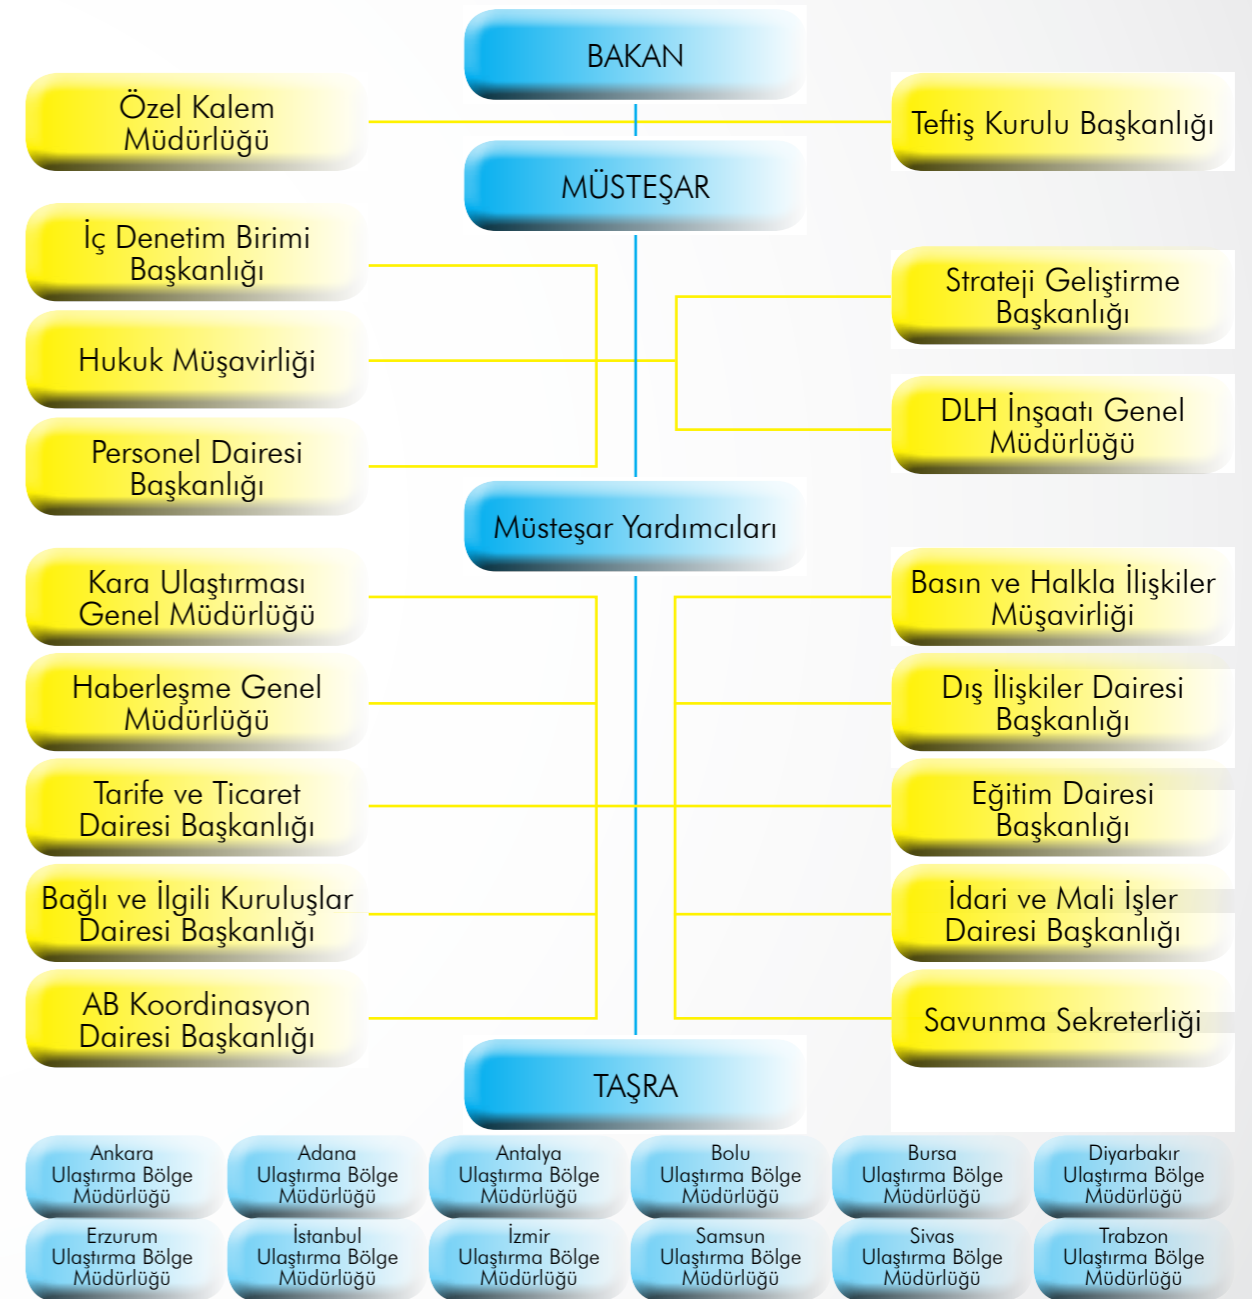 BAKAN
Özel Kalem
Müdürlüğü
Teftiş Kurulu Başkanlığı
MÜSTEŞAR
İç Denetim Birimi
Başkanlığı
Strateji Geliştirme
Başkanlığı
Hukuk Müşavirliği
DLH İnşaatı Genel
Müdürlüğü
Personel Dairesi
Başkanlığı
Müsteşar Yardımcıları
Kara Ulaştırması
Genel Müdürlüğü
Basın ve Halkla İlişkiler
Müşavirliği
Haberleşme Genel
Müdürlüğü
Dış İlişkiler Dairesi
Başkanlığı
Tarife ve Ticaret
Dairesi Başkanlığı
Eğitim Dairesi
Başkanlığı
Bağlı ve İlgili Kuruluşlar
Dairesi Başkanlığı
İdari ve Mali İşler
Dairesi Başkanlığı
AB Koordinasyon
Dairesi Başkanlığı
Savunma Sekreterliği
TAŞRA
Ankara
Ulaştırma Bölge
Müdürlüğü
Adana
Ulaştırma Bölge
Müdürlüğü
Antalya
Ulaştırma Bölge
Müdürlüğü
Bolu
Ulaştırma Bölge
Müdürlüğü
Bursa
Ulaştırma Bölge
Müdürlüğü
Diyarbakır
Ulaştırma Bölge
Müdürlüğü
Erzurum
Ulaştırma Bölge
Müdürlüğü
İstanbul
Ulaştırma Bölge
Müdürlüğü
İzmir
Ulaştırma Bölge
Müdürlüğü
Samsun
Ulaştırma Bölge
Müdürlüğü
Sivas
Ulaştırma Bölge
Müdürlüğü
Trabzon
Ulaştırma Bölge
Müdürlüğü